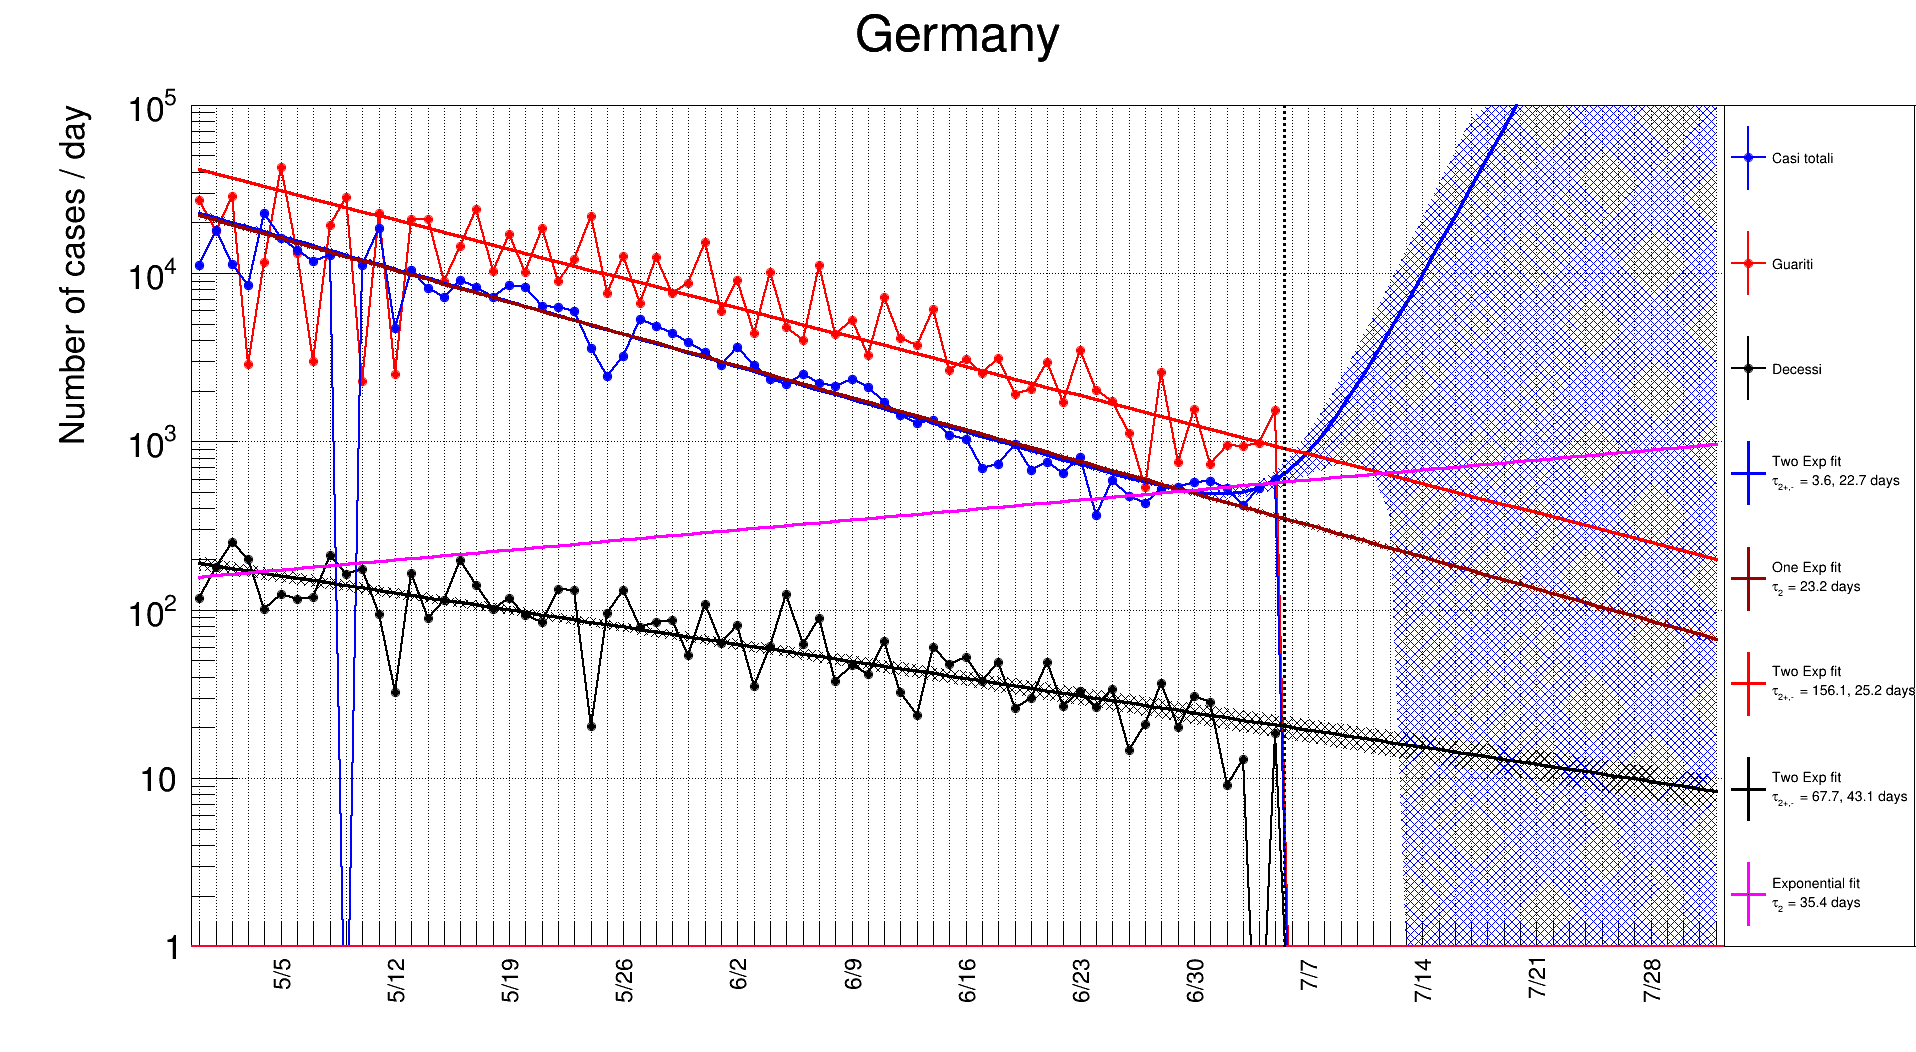 Germany
Number of cases / day
10^5
10^4
10^3
10^2
10
1
5/5
5/12
5/19
5/26
6/2
6/9
6/16
6/23
6/30
7/7
7/14
7/21
7/28
Casi totali
Guariti
Decessi
Two Exp fit
τ2+,- = 3.6, 22.7 days
One Exp fit
τ2 = 23.2 days
Two Exp fit
τ2+,- = 156.1, 25.2 days
Two Exp fit
τ2+,- = 67.7, 43.1 days
Exponential fit
τ2 = 35.4 days